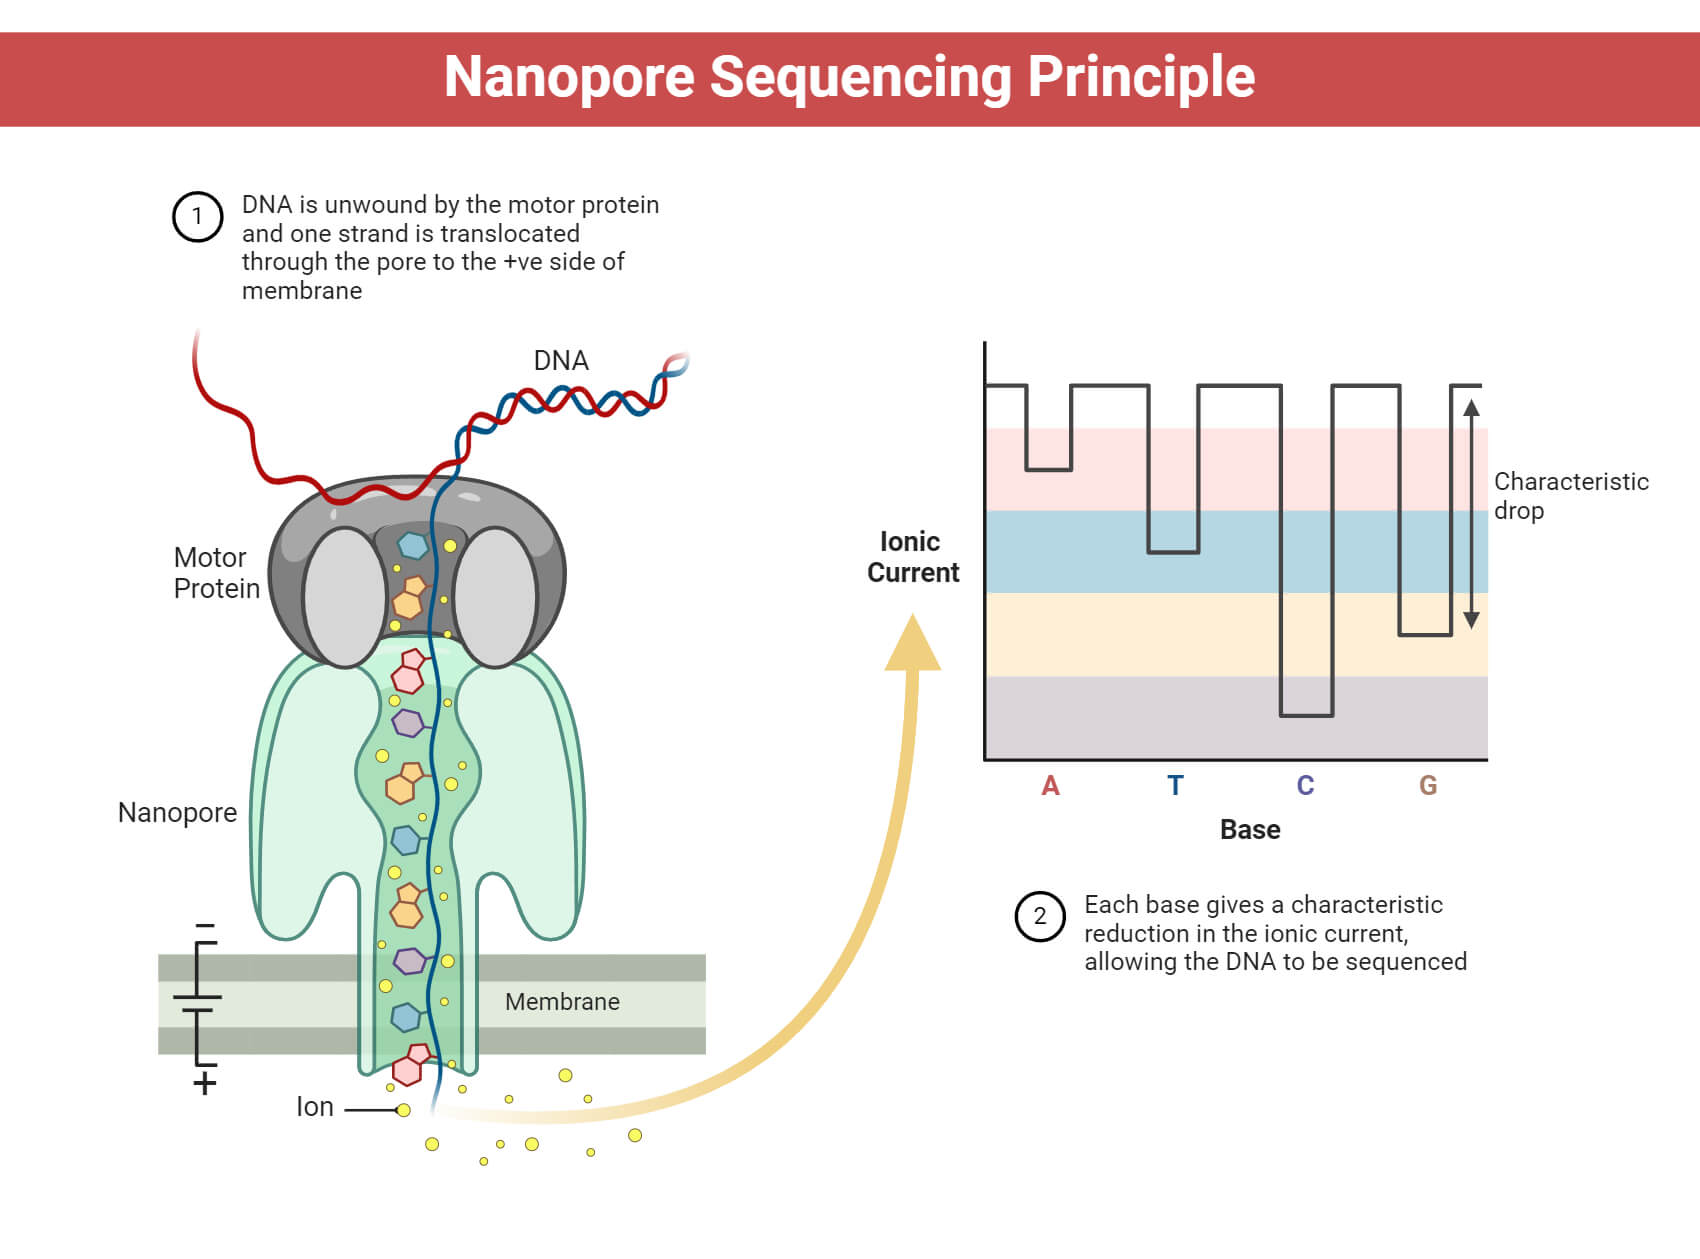 Nanopore Sequencing Principle
1
DNA is unwound by the motor protein
and one strand is translocated
through the pore to the +ve side of
membrane
DNA
Motor
Protein
Nanopore
−
Membrane
+
Ion
Ionic
Current
Characteristic
drop
A T C G
Base
2
Each base gives a characteristic
reduction in the ionic current,
allowing the DNA to be sequenced